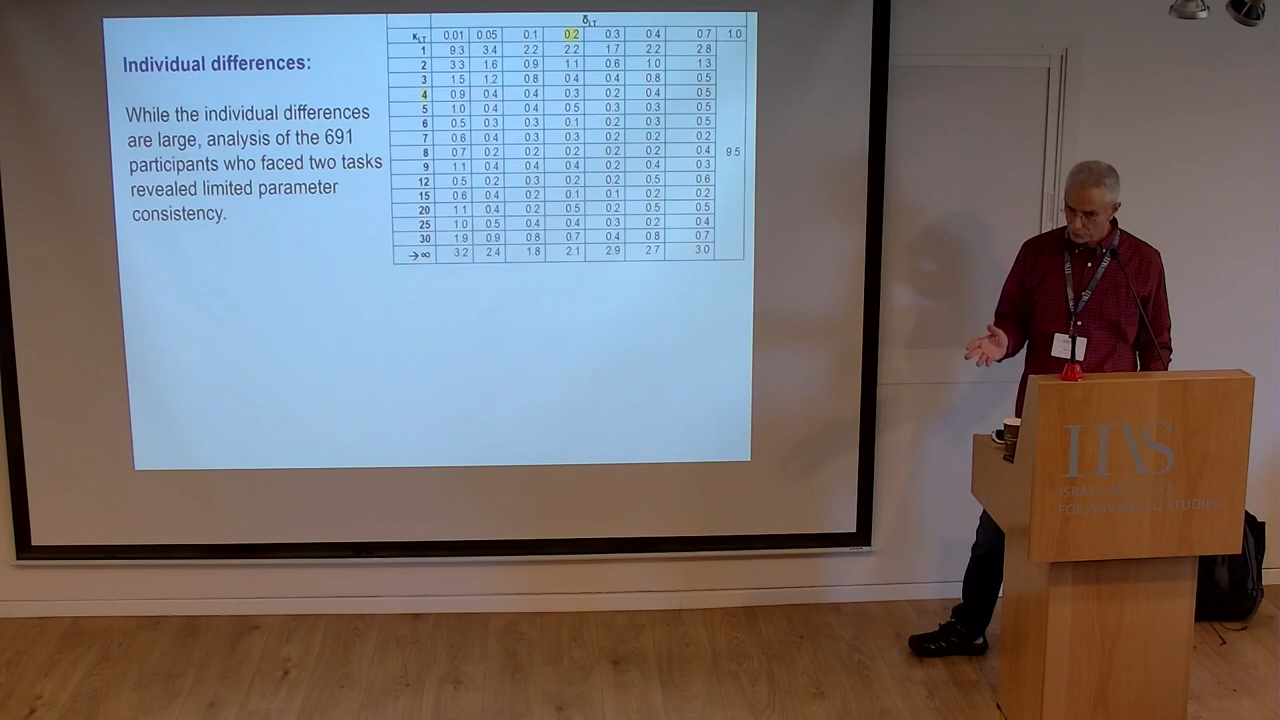 Individual differences:
While the individual differences
are large, analysis of the 691
participants who faced two tasks
revealed limited parameter
consistency.
δLT
κLT 0.01 0.05 0.1 0.2 0.3 0.4 0.7 1.0
1 9.3 3.4 2.2 2.2 1.7 2.2 2.8
2 3.3 1.6 0.9 1.1 0.6 1.0 1.3
3 1.5 1.2 0.8 0.4 0.4 0.8 0.5
4 0.9 0.4 0.4 0.3 0.2 0.4 0.5
5 1.0 0.4 0.4 0.5 0.3 0.3 0.5
6 0.5 0.3 0.3 0.1 0.2 0.3 0.5
7 0.6 0.4 0.3 0.3 0.2 0.2 0.2
8 0.7 0.2 0.2 0.2 0.2 0.2 0.4 9.5
9 1.1 0.4 0.4 0.4 0.2 0.4 0.3
12 0.5 0.2 0.3 0.2 0.2 0.5 0.6
15 0.6 0.4 0.2 0.1 0.1 0.2 0.2
20 1.1 0.4 0.2 0.5 0.2 0.5 0.5
25 1.0 0.5 0.4 0.4 0.3 0.2 0.4
30 1.9 0.9 0.8 0.7 0.4 0.8 0.7
→∞ 3.2 2.4 1.8 2.1 2.9 2.7 3.0
IIAS
ISRAEL INSTITUTE
FOR ADVANCED STUDIES